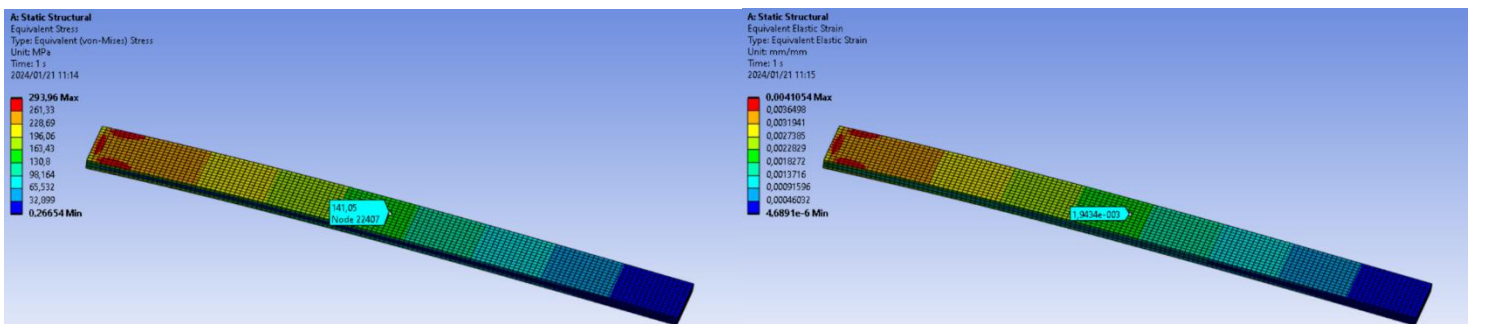 A: Static Structural
Equivalent Stress
Type: Equivalent (von-Mises) Stress
Unit: MPa
Time: 1 s
2024/01/21 11:14
293,96 Max
261,33
228,69
196,06
163,43
130,8
98,164
65,532
32,899
0,26654 Min
141,05
Node 22407
A: Static Structural
Equivalent Elastic Strain
Type: Equivalent Elastic Strain
Unit: mm/mm
Time: 1 s
2024/01/21 11:15
0,0041054 Max
0,0036498
0,0031941
0,0027385
0,0022829
0,0018272
0,0013716
0,00091596
0,00046032
4,6891e-6 Min
1,9434e-003